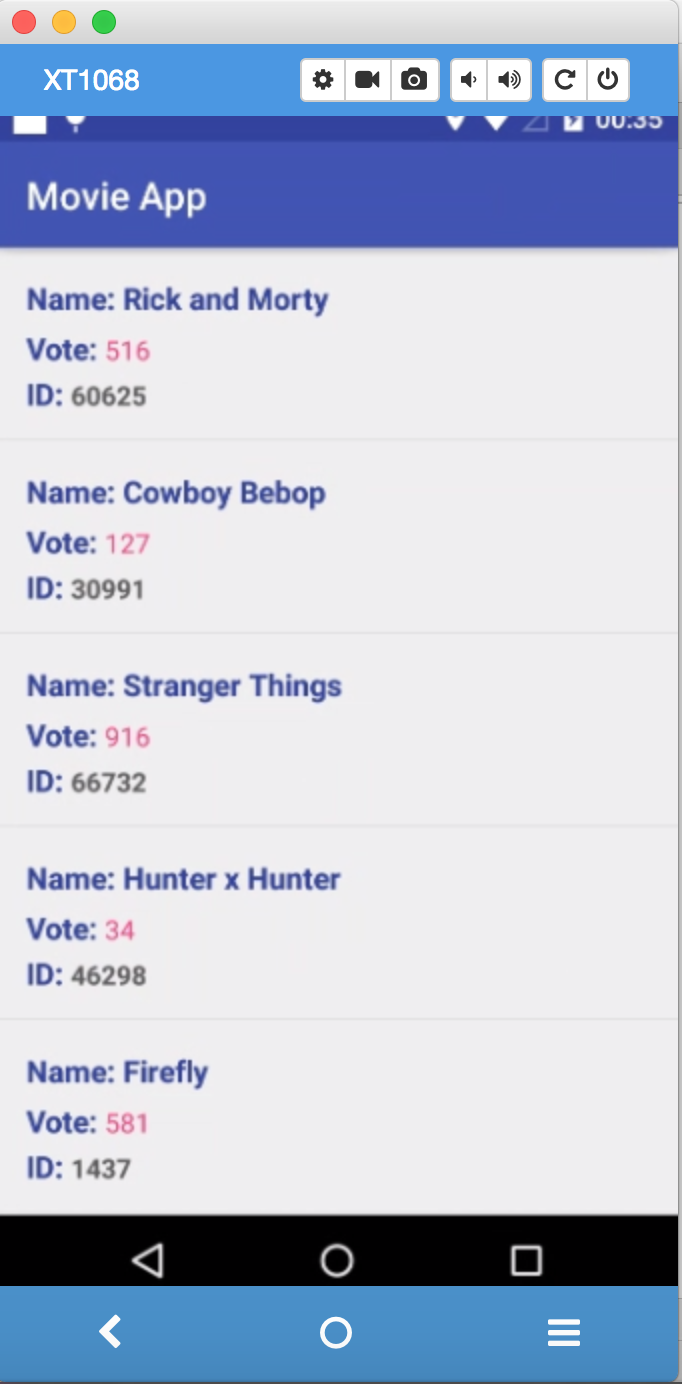 XT1068
00:35
Movie App
Name: Rick and Morty
Vote: 516
ID: 60625
Name: Cowboy Bebop
Vote: 127
ID: 30991
Name: Stranger Things
Vote: 916
ID: 66732
Name: Hunter x Hunter
Vote: 34
ID: 46298
Name: Firefly
Vote: 581
ID: 1437